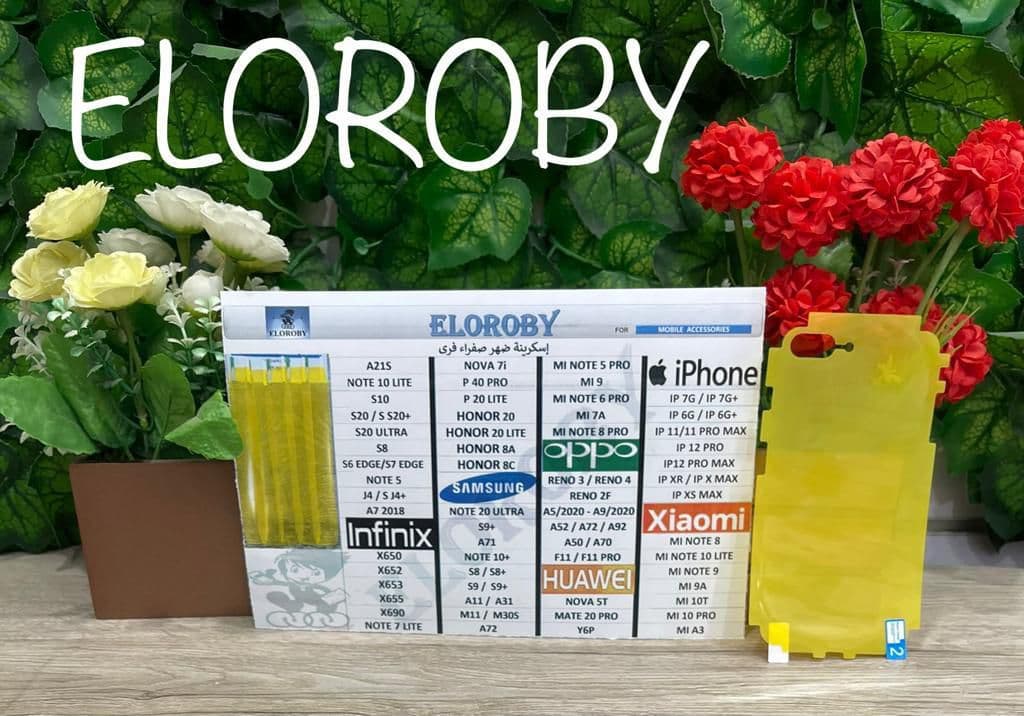 ELOROBY
ELOROBY
ELOROBY
FOR
MOBILE ACCESSORIES
إسكرينة ضهر صفراء فرى
A21S
NOTE 10 LITE
S10
S20 / S S20+
S20 ULTRA
S8
S6 EDGE/S7 EDGE
NOTE 5
J4 / S J4+
A7 2018
Infinix
X650
X652
X653
X655
X690
NOTE 7 LITE
NOVA 7i
P 40 PRO
P 20 LITE
HONOR 20
HONOR 20 LITE
HONOR 8A
HONOR 8C
SAMSUNG
NOTE 20 ULTRA
S9+
A71
NOTE 10+
S8 / S8+
S9 / S9+
A11 / A31
M11 / M30S
A72
MI NOTE 5 PRO
MI 9
MI NOTE 6 PRO
MI 7A
MI NOTE 8 PRO
oppo
RENO 3 / RENO 4
RENO 2F
A5/2020 - A9/2020
A52 / A72 / A92
A50 / A70
F11 / F11 PRO
HUAWEI
NOVA 5T
MATE 20 PRO
Y6P
iPhone
IP 7G / IP 7G+
IP 6G / IP 6G+
IP 11/11 PRO MAX
IP 12 PRO
IP12 PRO MAX
IP XR / IP X MAX
IP XS MAX
Xiaomi
MI NOTE 8
MI NOTE 10 LITE
MI NOTE 9
MI 9A
MI 10T
MI 10 PRO
MI A3
2